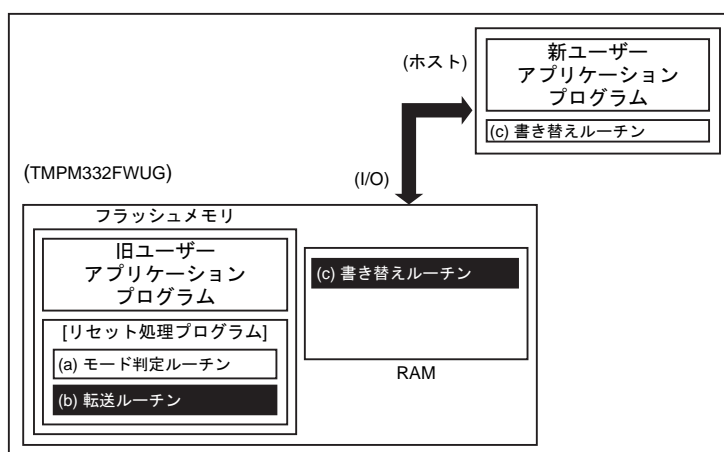 (ホスト)
新ユーザー
アプリケーション
プログラム
(c) 書き替えルーチン
(TMPM332FWUG)
(I/O)
フラッシュメモリ
旧ユーザー
アプリケーション
プログラム
[リセット処理プログラム]
(a) モード判定ルーチン
(b) 転送ルーチン
(c) 書き替えルーチン
RAM